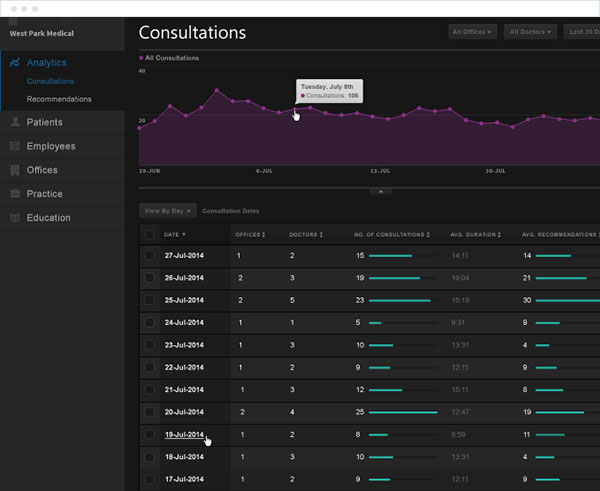 West Park Medical
Consultations
All Offices
All Doctors
Last 30 Da
Analytics
Consultations
Recommendations
Patients
Employees
Offices
Practice
Education
All Consultations
40
20
Tuesday, July 8th
Consultations: 106
29-JUN 6-JUL 13-JUL 20-JUL
View By Day Consultation Dates
DATE OFFICES DOCTORS NO. OF CONSULTATIONS AVG. DURATION AVG. RECOMMENDATIONS
27-Jul-2014 1 2 15 14:11 14
26-Jul-2014 2 3 19 19:04 21
25-Jul-2014 2 5 23 15:19 30
24-Jul-2014 1 1 5 9:31 9
23-Jul-2014 1 3 10 13:31 4
22-Jul-2014 1 2 9 12:11 9
21-Jul-2014 1 3 12 15:11 8
20-Jul-2014 2 4 25 12:47 19
19-Jul-2014 1 2 8 8:59 11
18-Jul-2014 1 3 10 13:31 4
17-Jul-2014 1 2 9 12:11 9